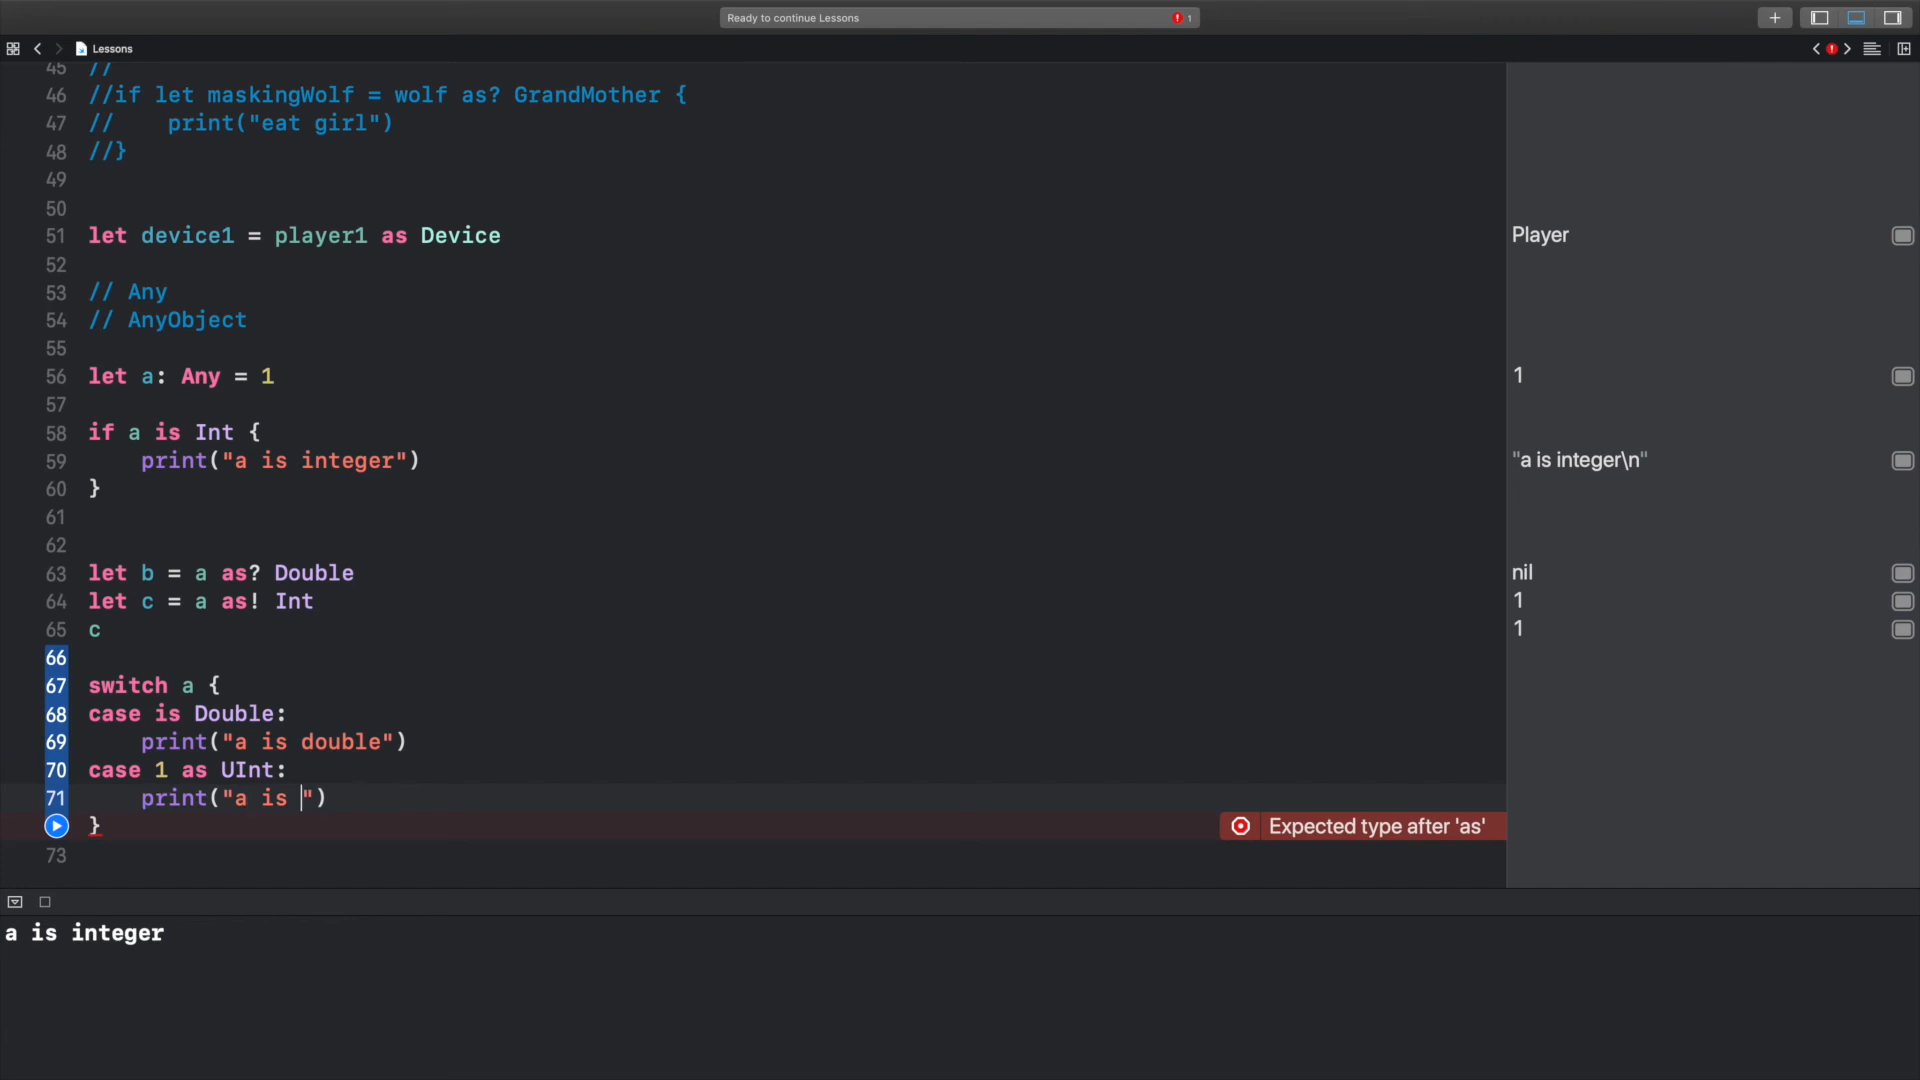 Ready to continue Lessons 1
Lessons
45 //
46 //if let maskingWolf = wolf as? GrandMother {
47 //    print("eat girl")
48 //}
49
50
51 let device1 = player1 as Device Player
52
53 // Any
54 // AnyObject
55
56 let a: Any = 1 1
57
58 if a is Int {
59     print("a is integer") "a is integer\n"
60 }
61
62
63 let b = a as? Double nil
64 let c = a as! Int 1
65 c 1
66
67 switch a {
68 case is Double:
69     print("a is double")
70 case 1 as UInt:
71     print("a is ")
} Expected type after 'as'
73
a is integer